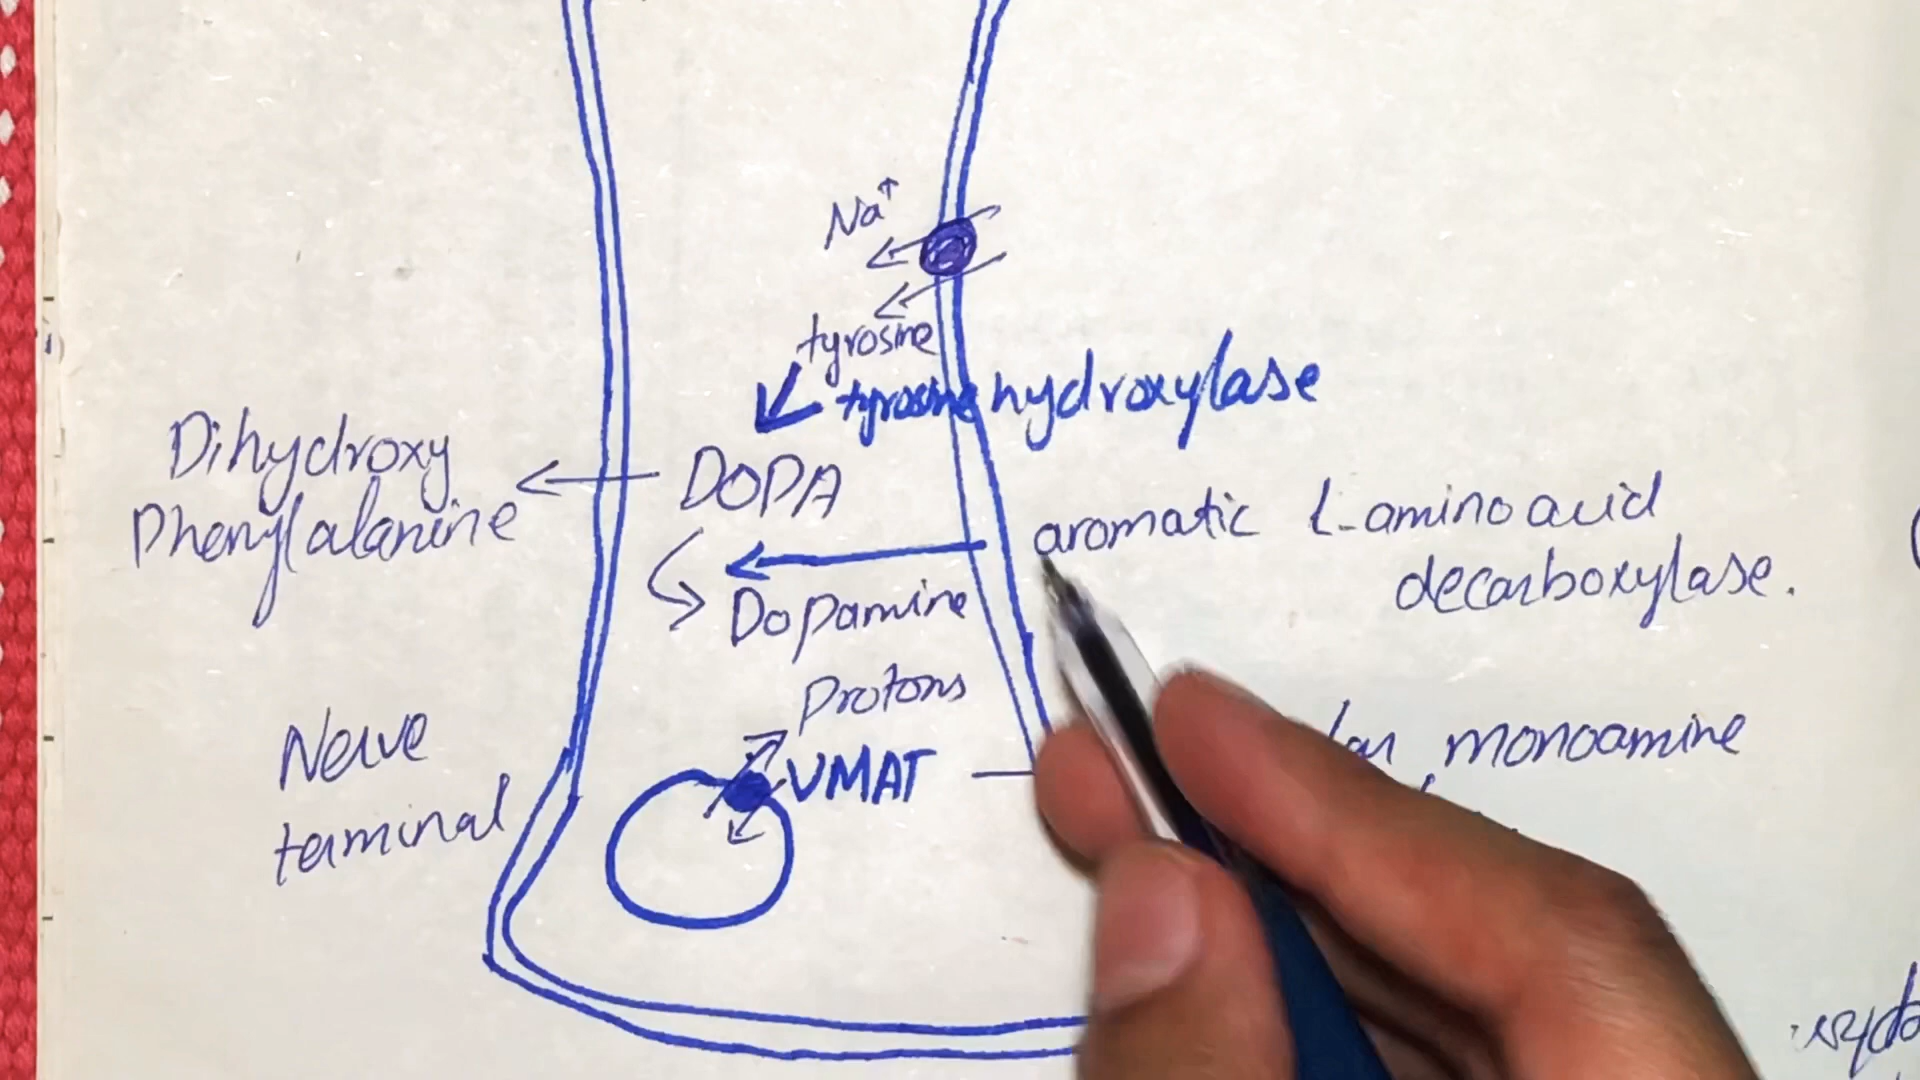 Na⁺
tyrosine
tyrosine hydroxylase
Dihydroxy
Phenylalanine
DOPA
aromatic L-amino acid
decarboxylase.
Dopamine
Protons
Nerve
terminal
VMAT
monoamine